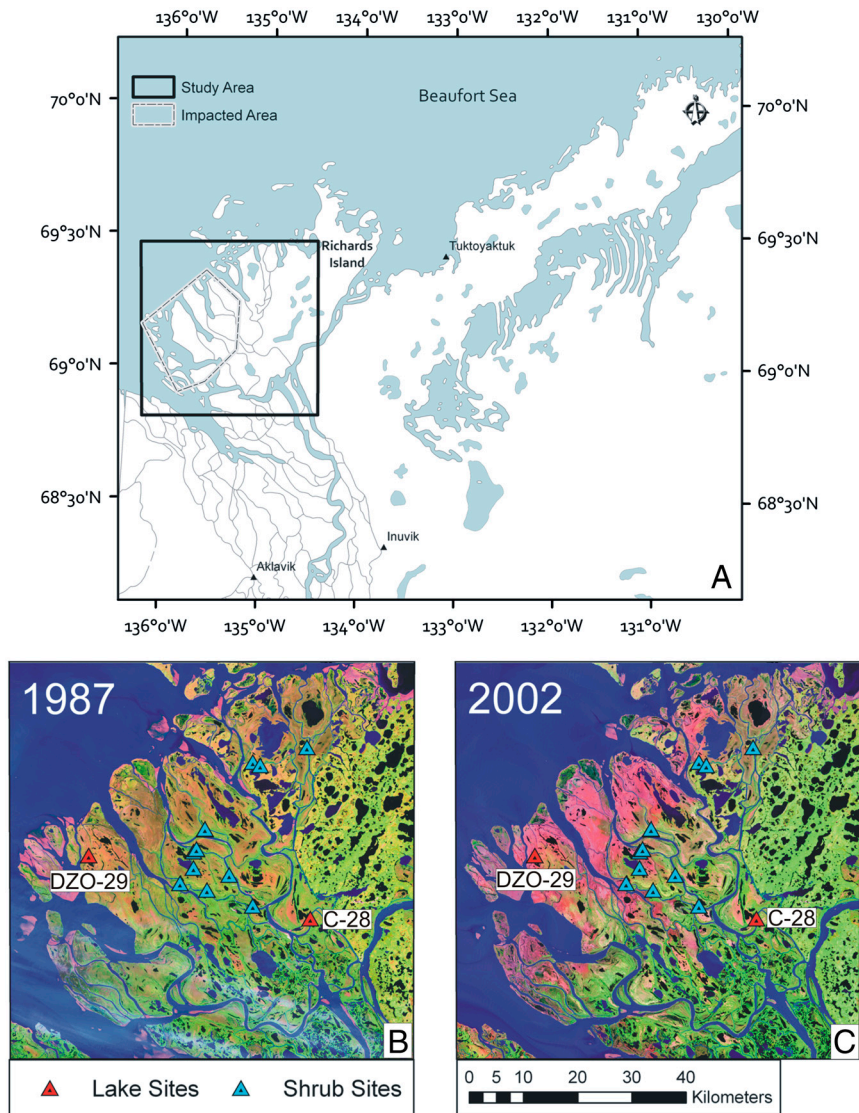 136°0'W 135°0'W 134°0'W 133°0'W 132°0'W 131°0'W 130°0'W
Study Area
Impacted Area
Beaufort Sea
70°0'N
70°0'N
69°30'N
69°30'N
Richards
Island
Tuktoyaktuk
69°0'N
69°0'N
68°30'N
68°30'N
Inuvik
Aklavik
A
136°0'W 135°0'W 134°0'W 133°0'W 132°0'W 131°0'W
1987
DZO-29
C-28
B
2002
DZO-29
C-28
C
Lake Sites Shrub Sites
0 5 10 20 30 40
Kilometers